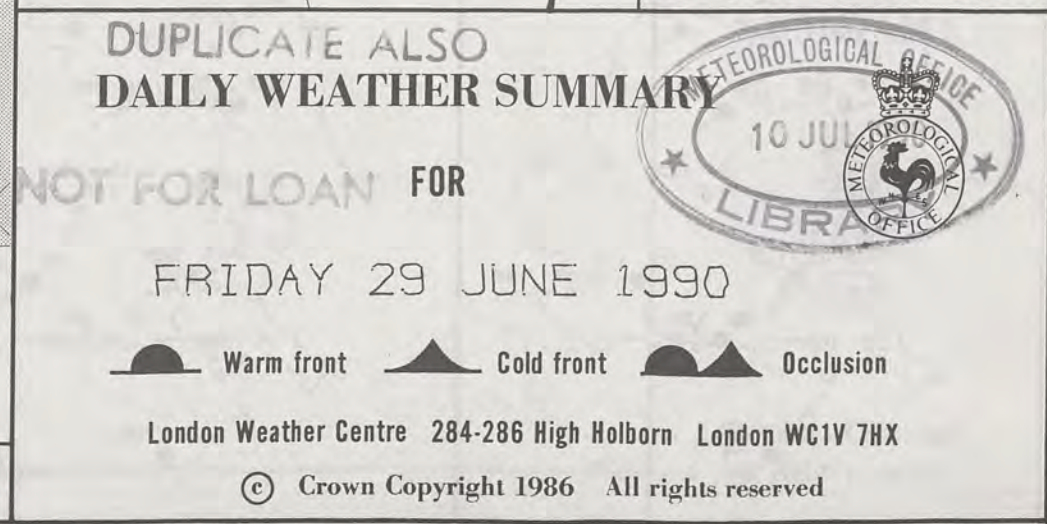 DUPLICATE ALSO
DAILY WEATHER SUMMARY
METEOROLOGICAL OFFICE
10 JUL
LIBRARY
METEOROLOGICAL OFFICE
NOT FOR LOAN
FOR
FRIDAY 29 JUNE 1990
Warm front Cold front Occlusion
London Weather Centre 284-286 High Holborn London WC1V 7HX
© Crown Copyright 1986 All rights reserved